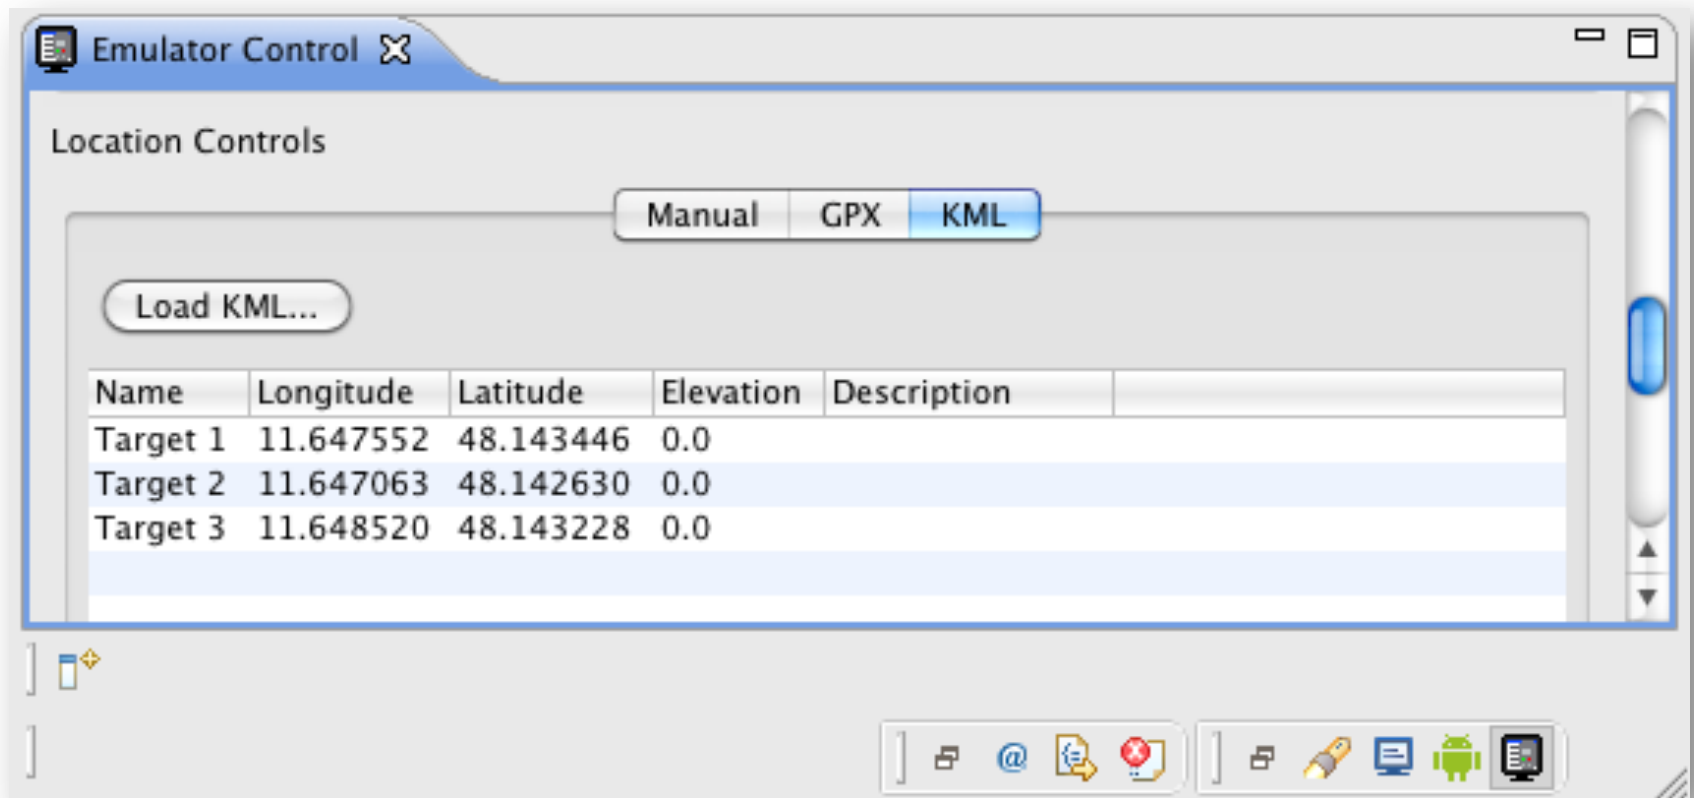 Emulator Control
Location Controls
Manual GPX KML
Load KML...
Name Longitude Latitude Elevation Description
Target 1 11.647552 48.143446 0.0
Target 2 11.647063 48.142630 0.0
Target 3 11.648520 48.143228 0.0